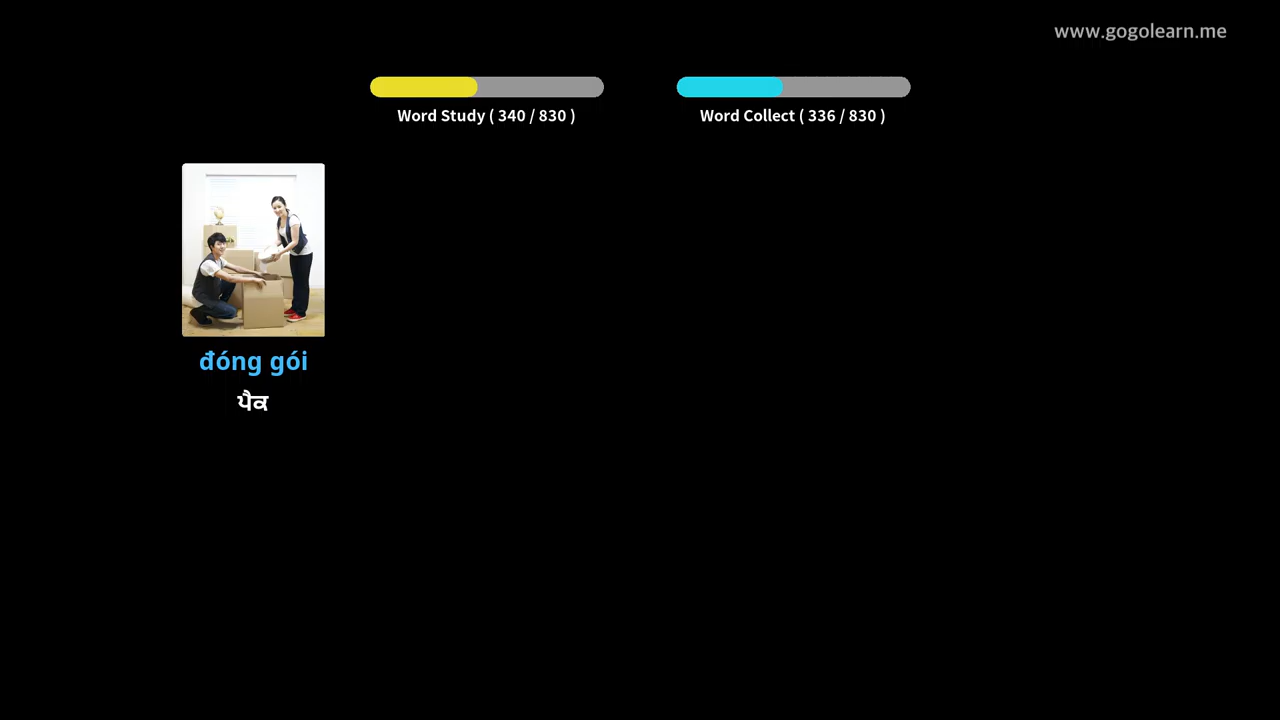 www.gogolearn.me
Word Study ( 340 / 830 )
Word Collect ( 336 / 830 )
đóng gói
ਪੈਕ